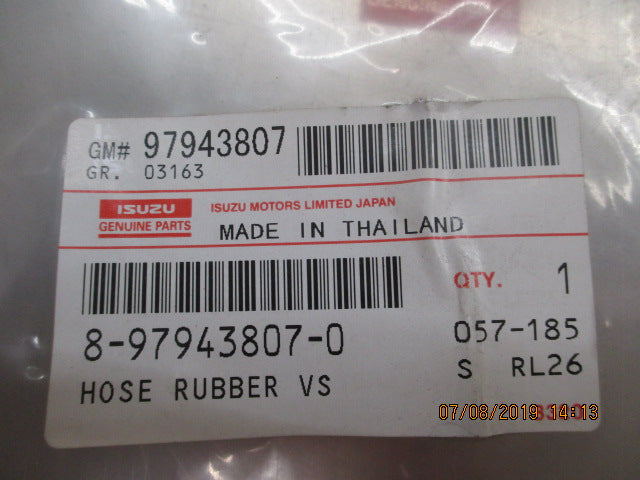 GM# 97943807
GR. 03163
ISUZU
GENUINE PARTS
ISUZU MOTORS LIMITED JAPAN
MADE IN THAILAND
QTY. 1
8-97943807-0
057-185
HOSE RUBBER VS
S RL26
07/08/2019 14:13